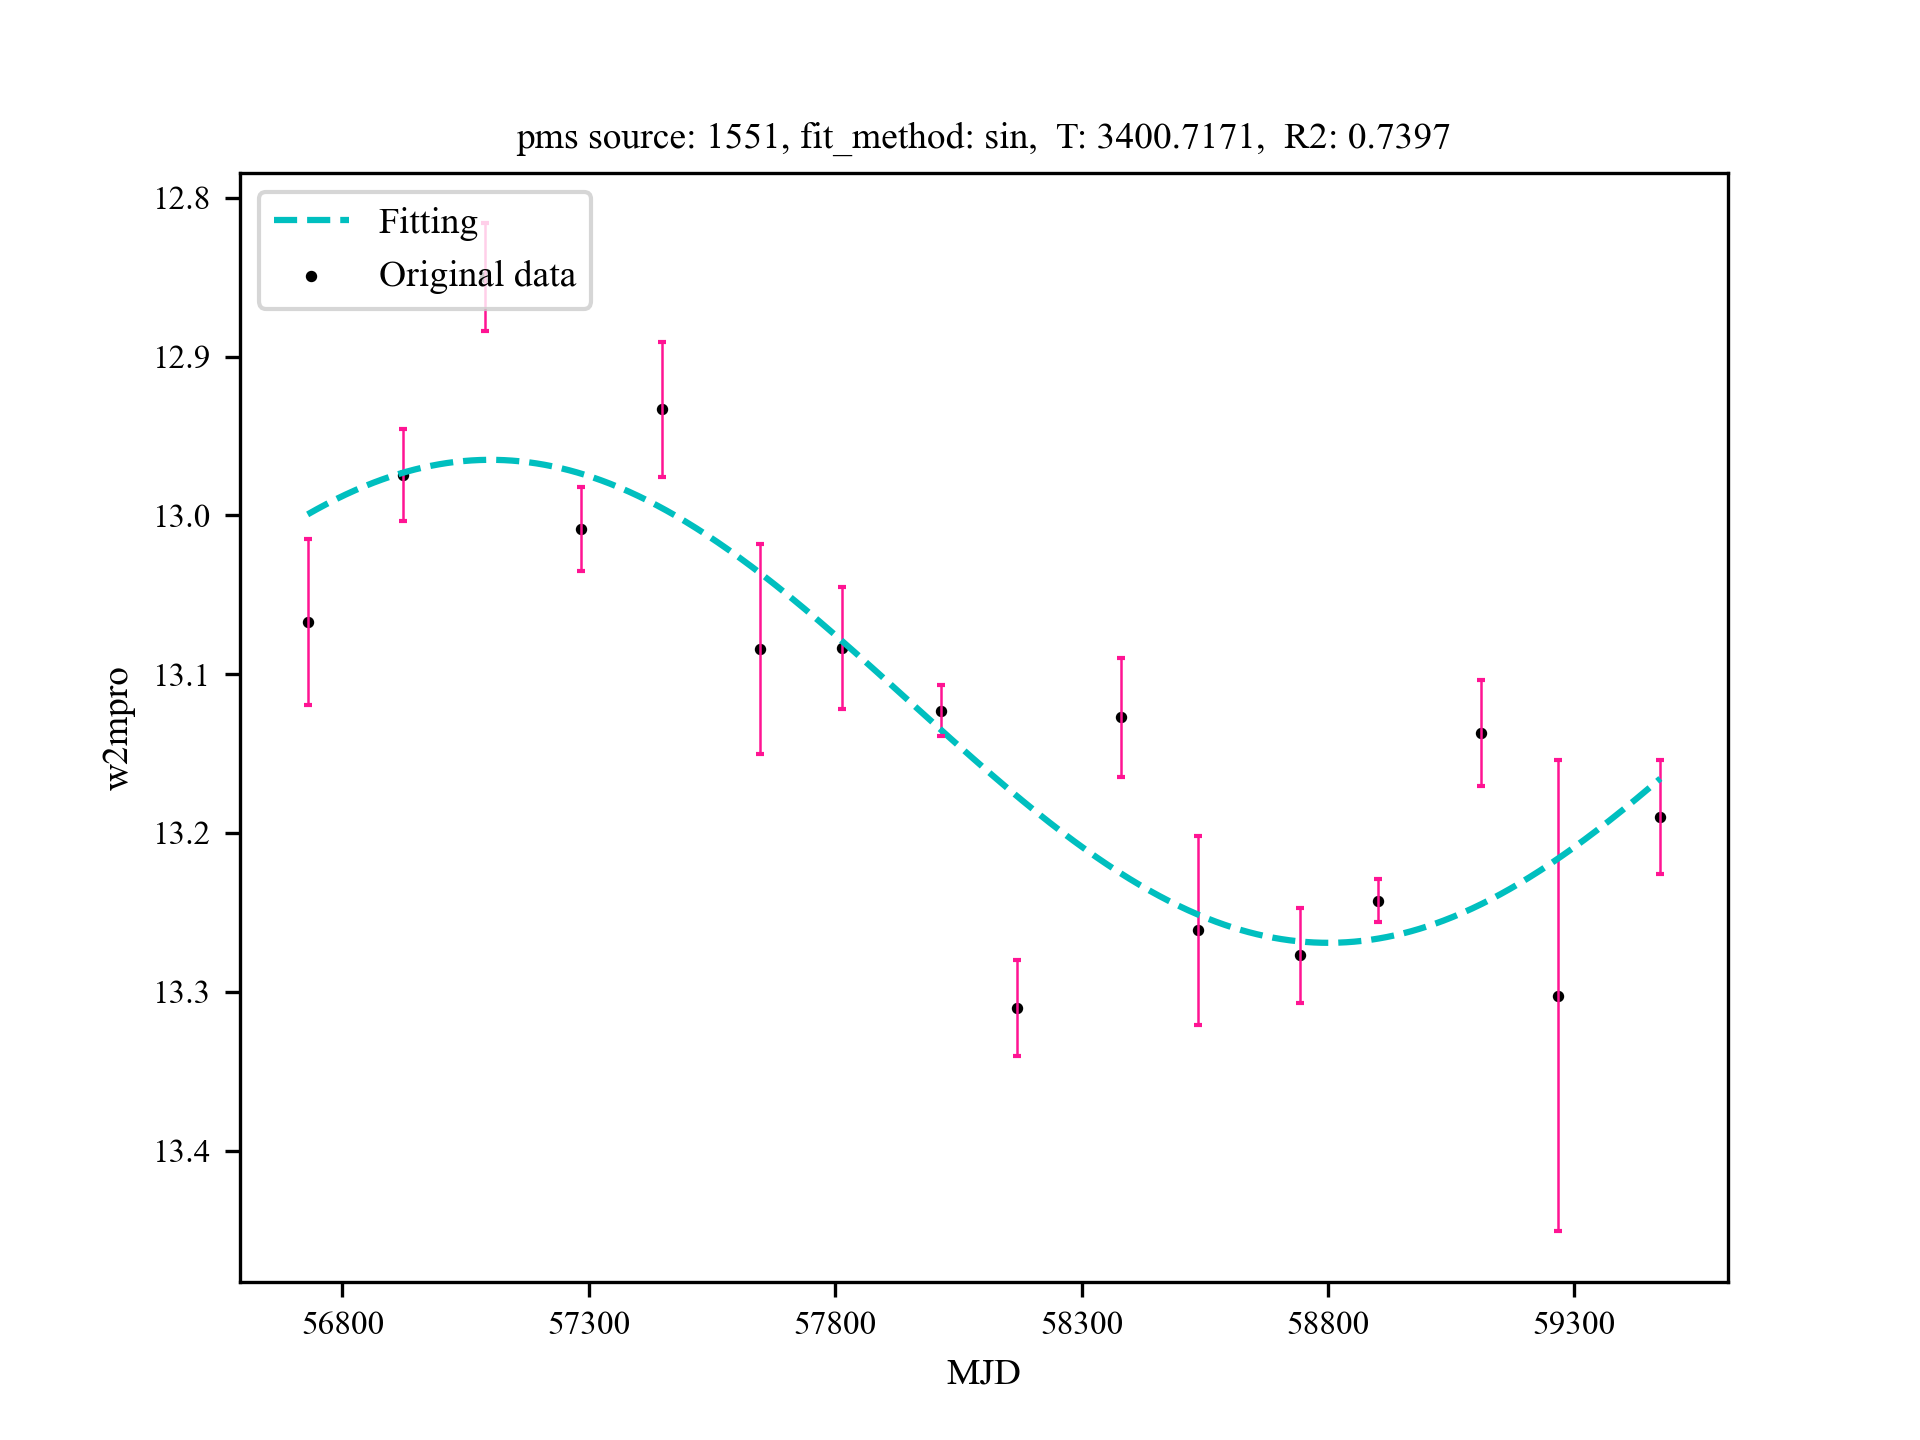 pms source: 1551, fit_method: sin,  T: 3400.7171,  R2: 0.7397
Fitting
Original data
12.8
12.9
13.0
13.1
13.2
13.3
13.4
w2mpro
56800 57300 57800 58300 58800 59300
MJD